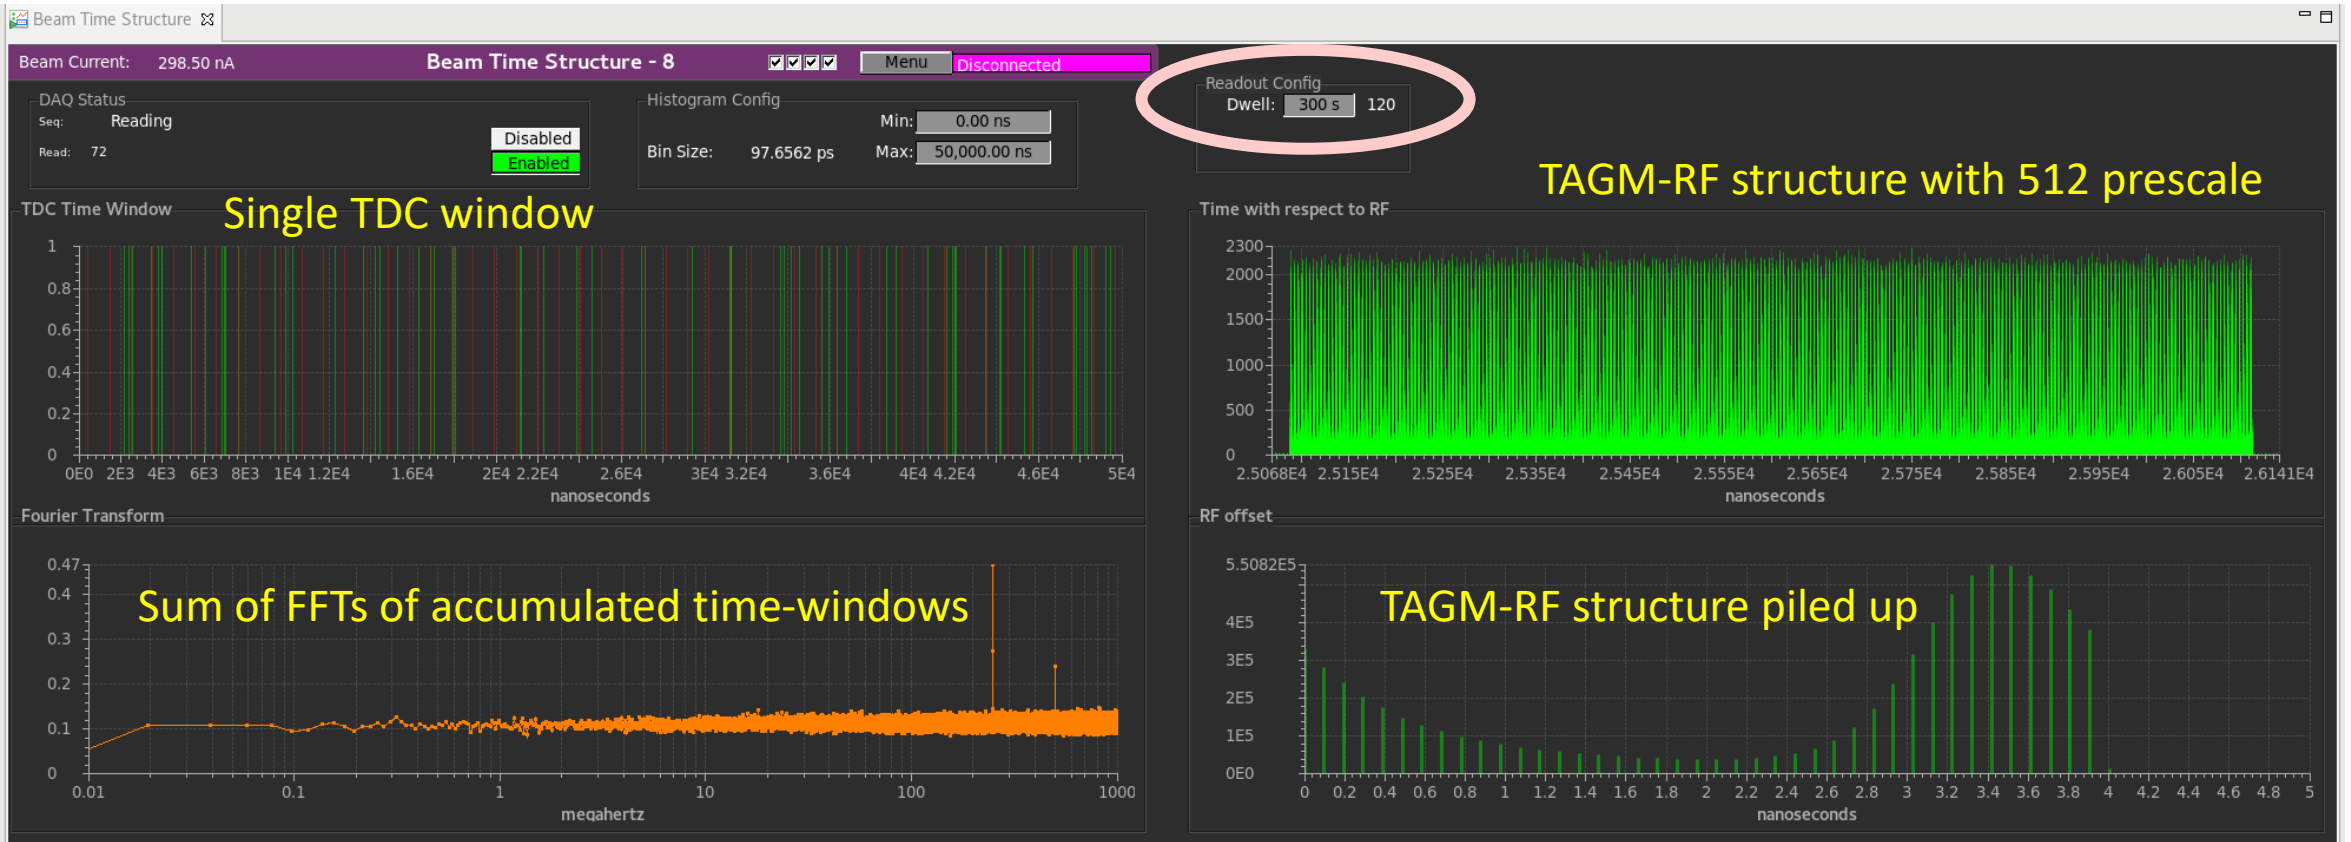 Beam Time Structure
Beam Current: 298.50 nA
Beam Time Structure - 8
Menu
Disconnected
DAQ Status
Seq: Reading
Read: 72
Disabled
Enabled
Histogram Config
Min: 0.00 ns
Bin Size: 97.6562 ps Max: 50,000.00 ns
Readout Config
Dwell: 300 s 120
TAGM-RF structure with 512 prescale
TDC Time Window
Single TDC window
1
0.8
0.6
0.4
0.2
0
0E0 2E3 4E3 6E3 8E3 1E4 1.2E4 1.6E4 2E4 2.2E4 2.6E4 3E4 3.2E4 3.6E4 4E4 4.2E4 4.6E4 5E4
nanoseconds
Time with respect to RF
2300
2000
1500
1000
500
0
2.5068E4 2.515E4 2.525E4 2.535E4 2.545E4 2.555E4 2.565E4 2.575E4 2.585E4 2.595E4 2.605E4 2.6141E4
nanoseconds
Fourier Transform
Sum of FFTs of accumulated time-windows
0.47
0.4
0.3
0.2
0.1
0
0.01 0.1 1 10 100 1000
megahertz
RF offset
TAGM-RF structure piled up
5.5082E5
4E5
3E5
2E5
1E5
0E0
0 0.2 0.4 0.6 0.8 1 1.2 1.4 1.6 1.8 2 2.2 2.4 2.6 2.8 3 3.2 3.4 3.6 3.8 4 4.2 4.4 4.6 4.8 5
nanoseconds